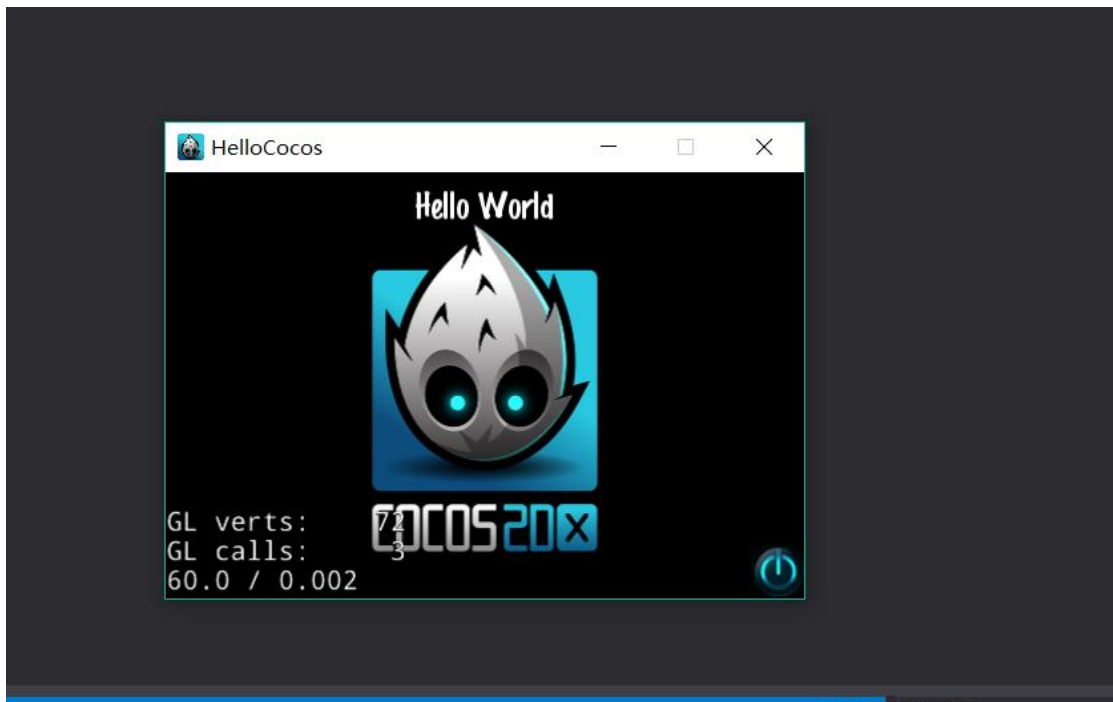 HelloCocos
Hello World
COCOS2DX
GL verts: 72
GL calls: 3
60.0 / 0.002